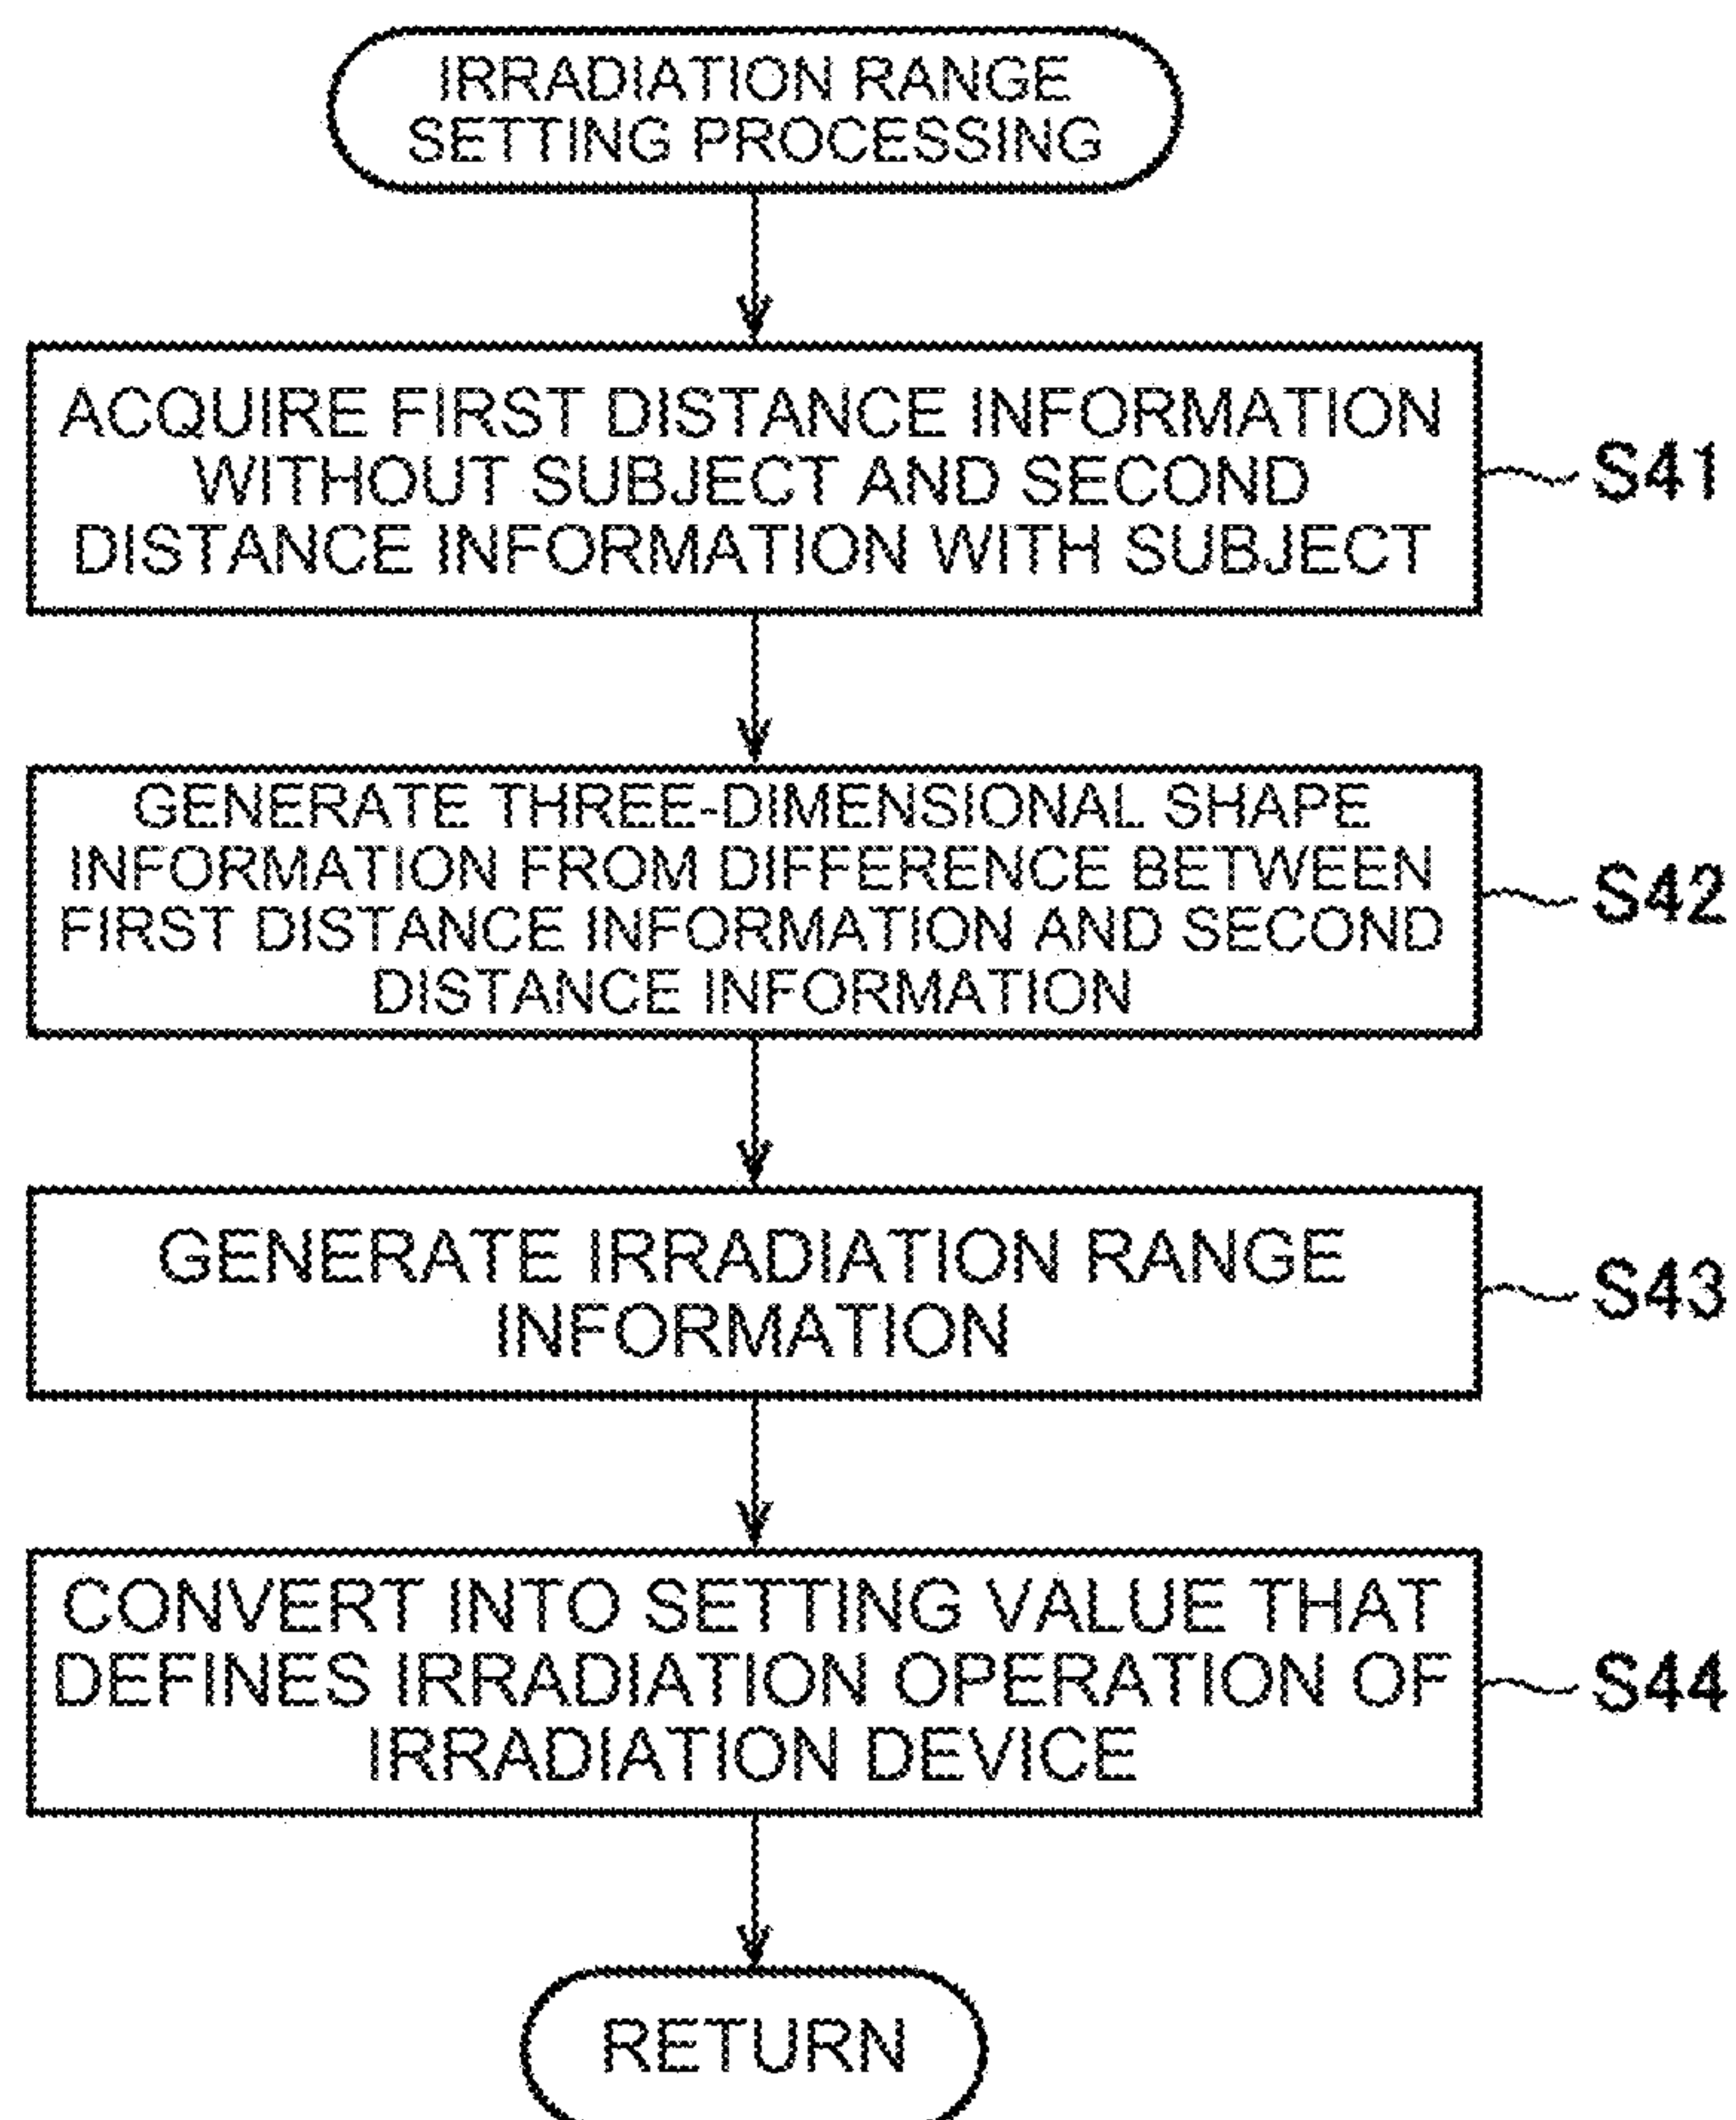 IRRADIATION RANGE
SETTING PROCESSING
ACQUIRE FIRST DISTANCE INFORMATION
WITHOUT SUBJECT AND SECOND
DISTANCE INFORMATION WITH SUBJECT
S41
GENERATE THREE-DIMENSIONAL SHAPE
INFORMATION FROM DIFFERENCE BETWEEN
FIRST DISTANCE INFORMATION AND SECOND
DISTANCE INFORMATION
S42
GENERATE IRRADIATION RANGE
INFORMATION
S43
CONVERT INTO SETTING VALUE THAT
DEFINES IRRADIATION OPERATION OF
IRRADIATION DEVICE
S44
RETURN